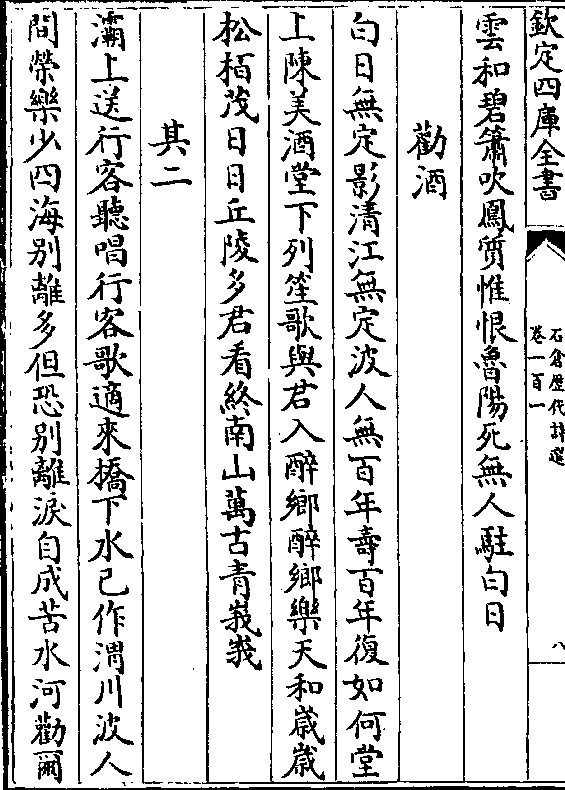 欽定四庫全書
石倉歷代詩選
卷一百一
八
雲和碧簫吹鳳質惟恨魯陽死無人駐白日
勸酒
白日無定影清江無定波人無百年壽百年復如何堂
上陳美酒堂下列笙歌與君入醉鄉醉鄉樂天和歲歲
松栢茂日日丘陵多君看終南山萬古青峩峩
其二
灞上送行客聽唱行客歌適來橋下水已作渭川波人
間榮樂少四海别離多但恐别離淚自成苦水河勸爾